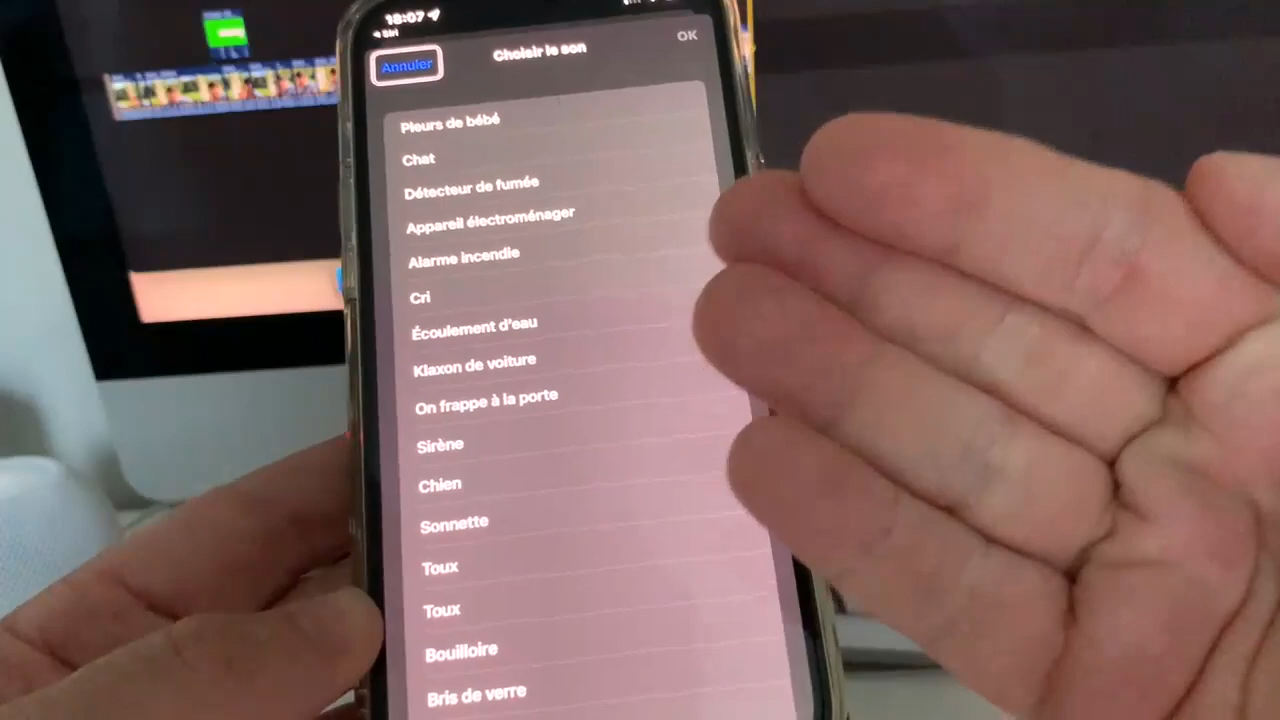 18:07
◀ Siri
Annuler
Choisir le son
OK
Pleurs de bébé
Chat
Détecteur de fumée
Appareil électroménager
Alarme incendie
Cri
Écoulement d'eau
Klaxon de voiture
On frappe à la porte
Sirène
Chien
Sonnette
Toux
Toux
Bouilloire
Bris de verre